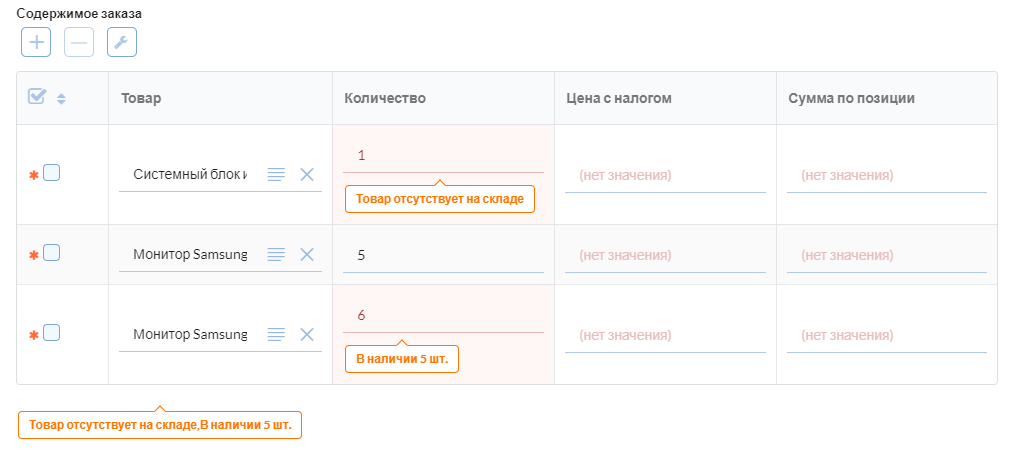 Содержимое заказа
Товар Количество Цена с налогом Сумма по позиции
Системный блок и 1 (нет значения) (нет значения)
Товар отсутствует на складе
Монитор Samsung 5 (нет значения) (нет значения)
Монитор Samsung 6 (нет значения) (нет значения)
В наличии 5 шт.
Товар отсутствует на складе,В наличии 5 шт.